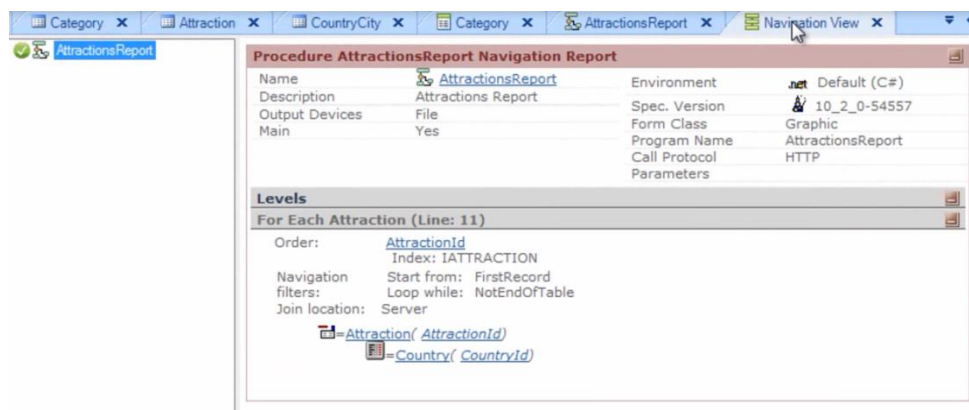 Category X Attraction X CountryCity X Category X AttractionsReport X Navigation View X
AttractionsReport
Procedure AttractionsReport Navigation Report
Name AttractionsReport Environment .net Default (C#)
Description Attractions Report Spec. Version 10_2_0-54557
Output Devices File Form Class Graphic
Main Yes Program Name AttractionsReport
Call Protocol HTTP
Parameters
Levels
For Each Attraction (Line: 11)
Order: AttractionId
Index: IATTRACTION
Navigation Start from: FirstRecord
filters: Loop while: NotEndOfTable
Join location: Server
=Attraction( AttractionId)
=Country( CountryId)